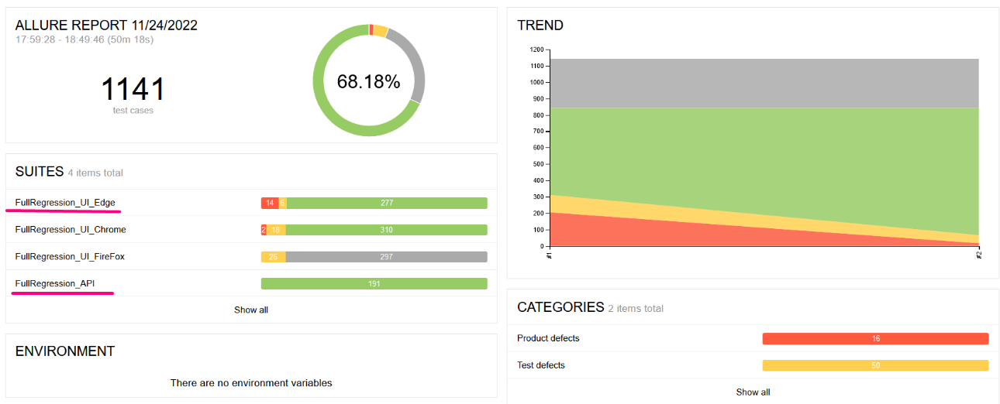 ALLURE REPORT 11/24/2022
17:59:28 - 18:49:46 (50m 18s)
1141
test cases
68.18%
SUITES 4 items total
FullRegression_UI_Edge 14 6 277
FullRegression_UI_Chrome 2 18 310
FullRegression_UI_FireFox 26 297
FullRegression_API 191
Show all
ENVIRONMENT
There are no environment variables
TREND
1200
1100
1000
900
800
700
600
500
400
300
200
100
0
#1 #2
CATEGORIES 2 items total
Product defects 16
Test defects 50
Show all